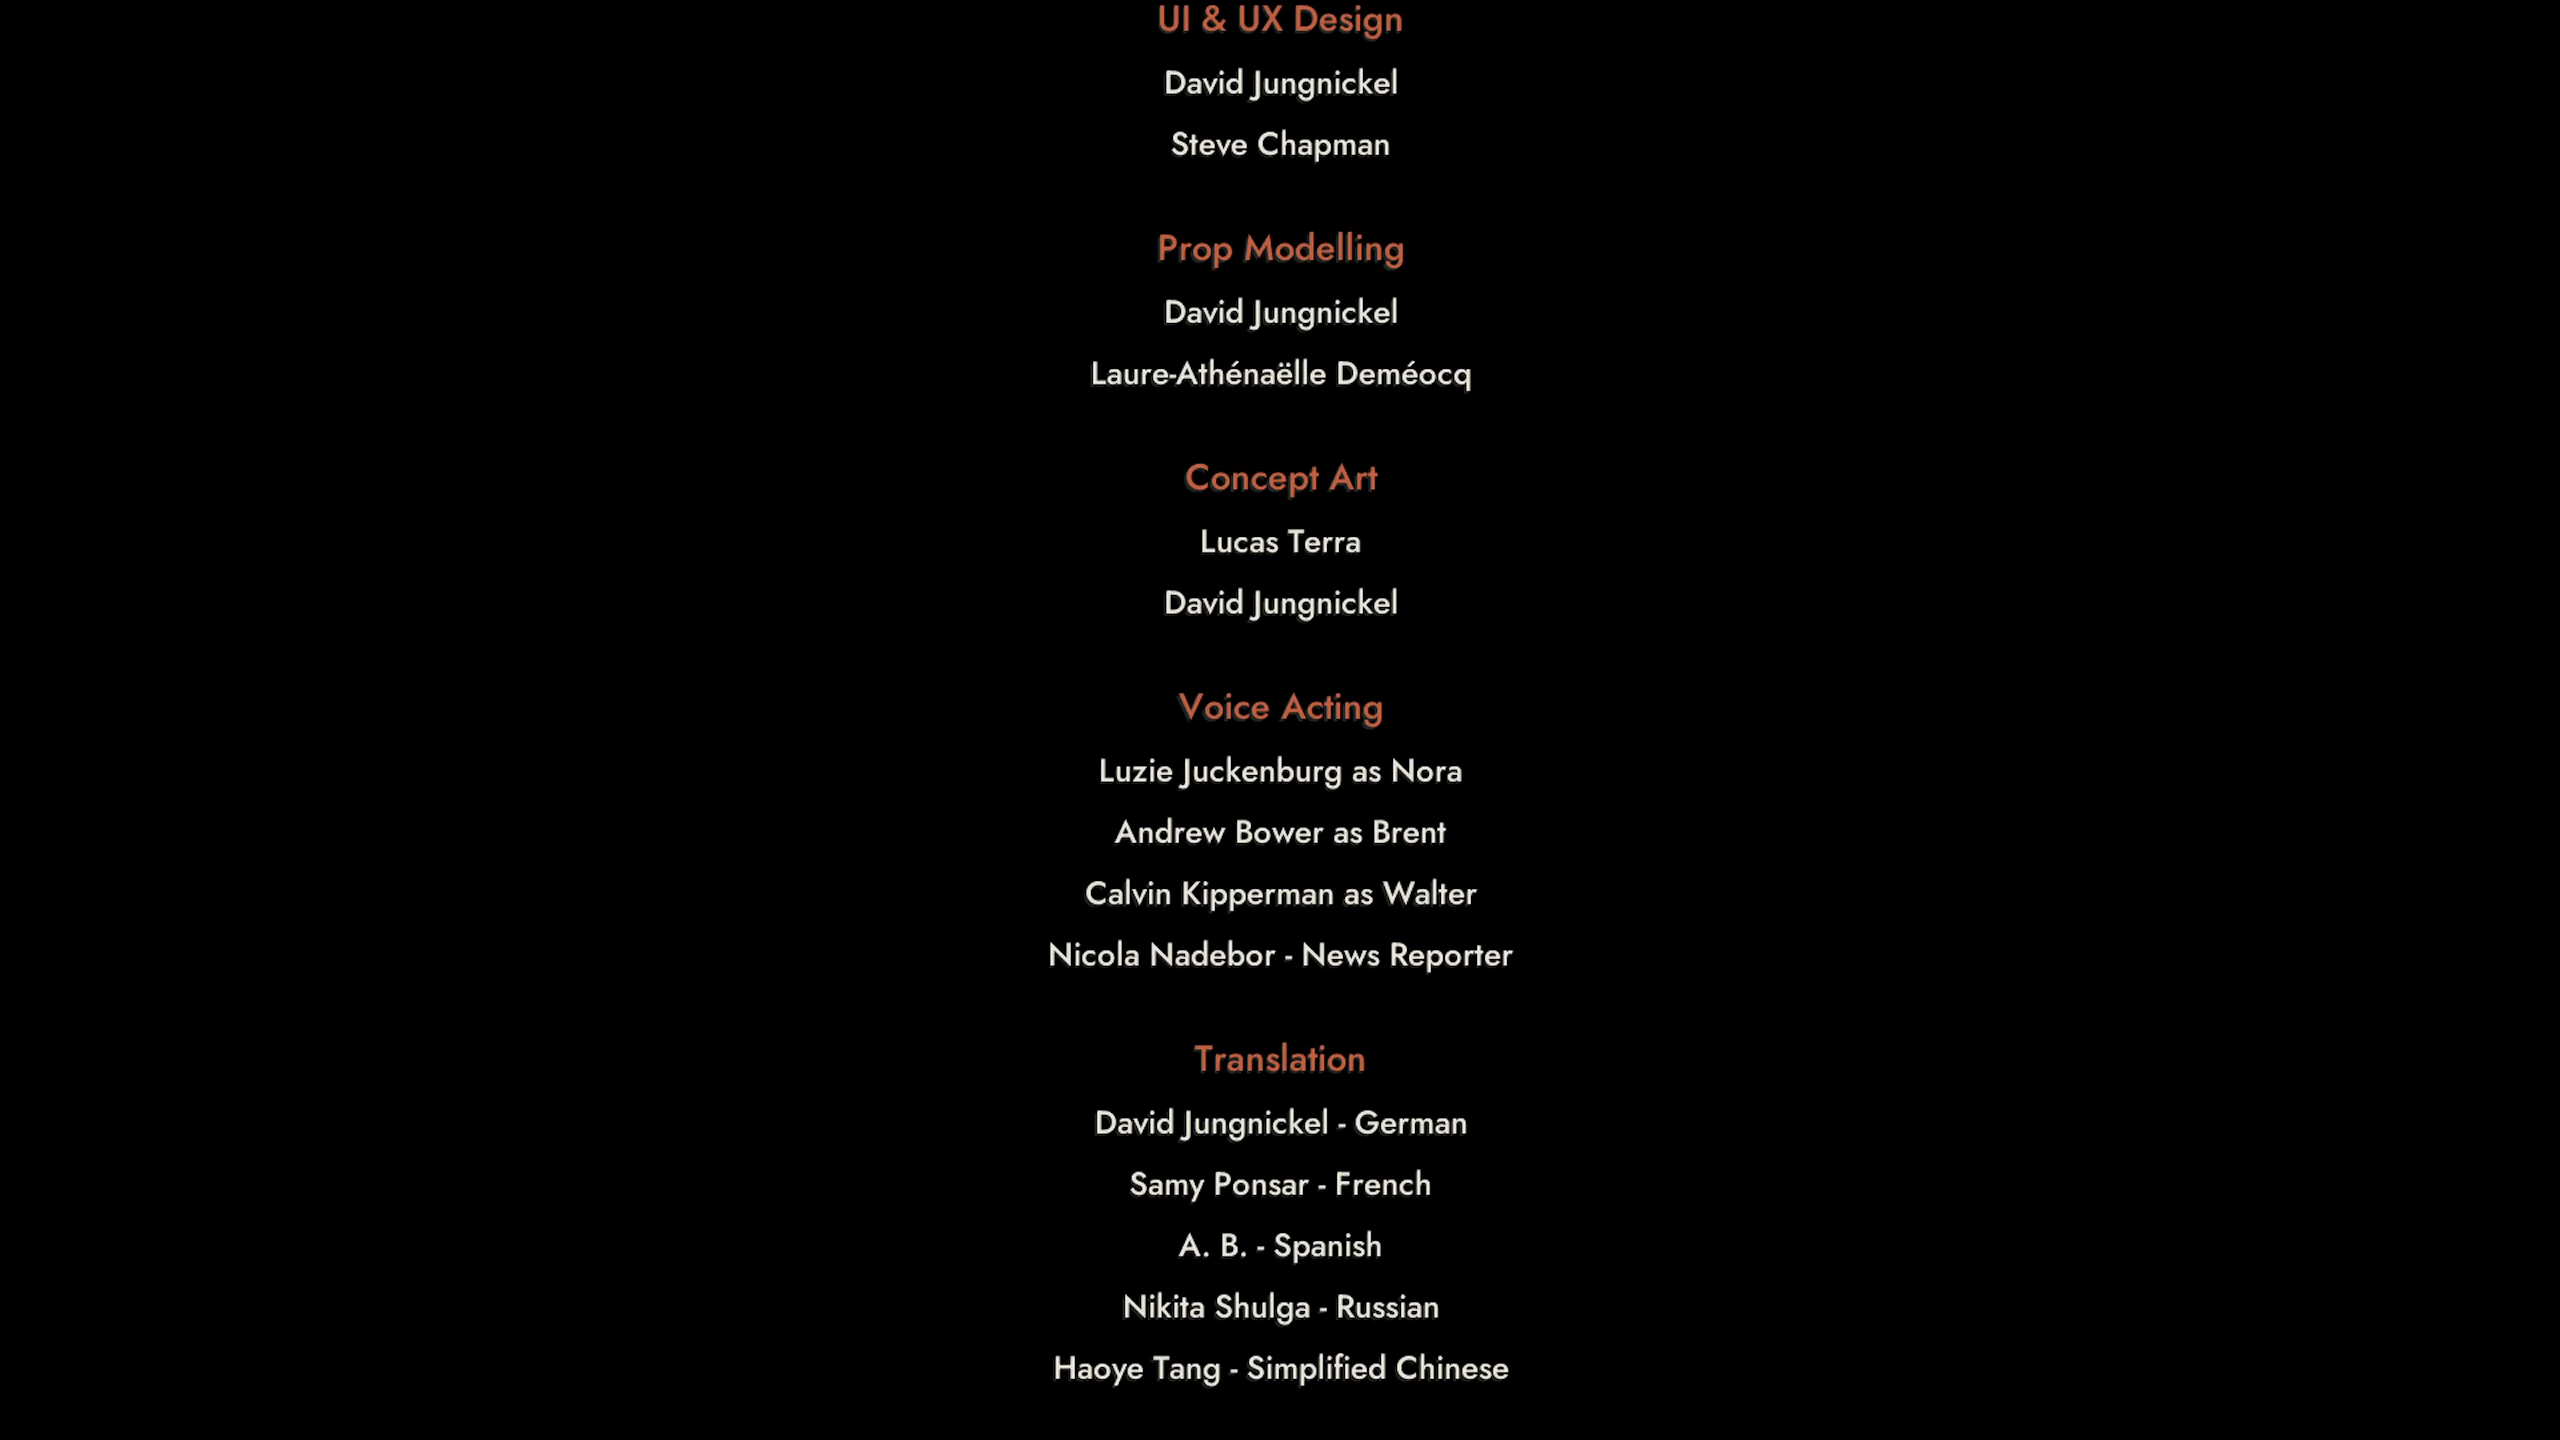 UI & UX Design
David Jungnickel
Steve Chapman
Prop Modelling
David Jungnickel
Laure-Athénaëlle Deméocq
Concept Art
Lucas Terra
David Jungnickel
Voice Acting
Luzie Juckenburg as Nora
Andrew Bower as Brent
Calvin Kipperman as Walter
Nicola Nadebor - News Reporter
Translation
David Jungnickel - German
Samy Ponsar - French
A. B. - Spanish
Nikita Shulga - Russian
Haoye Tang - Simplified Chinese